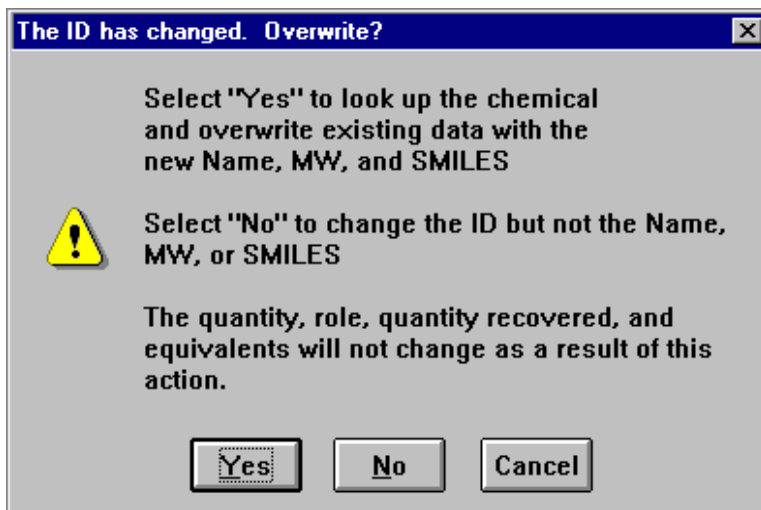 The ID has changed.  Overwrite?
Select "Yes" to look up the chemical
and overwrite existing data with the
new Name, MW, and SMILES
Select "No" to change the ID but not the Name,
MW, or SMILES
The quantity, role, quantity recovered, and
equivalents will not change as a result of this
action.
Yes
No
Cancel